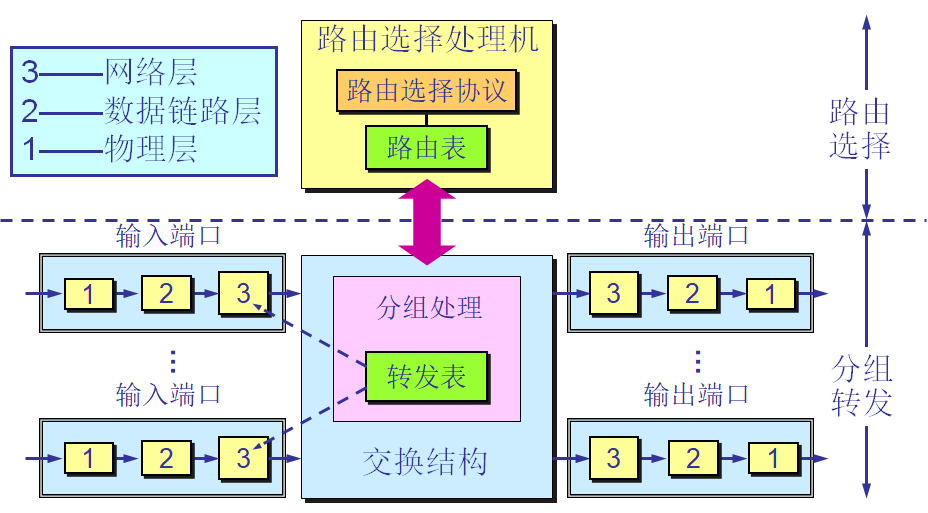 路由选择处理机
路由选择协议
路由表
3——网络层
2——数据链路层
1——物理层
路由
选择
输入端口
1 2 3
输出端口
3 2 1
分组处理
转发表
交换结构
⋮
⋮
输入端口
1 2 3
输出端口
3 2 1
分组
转发